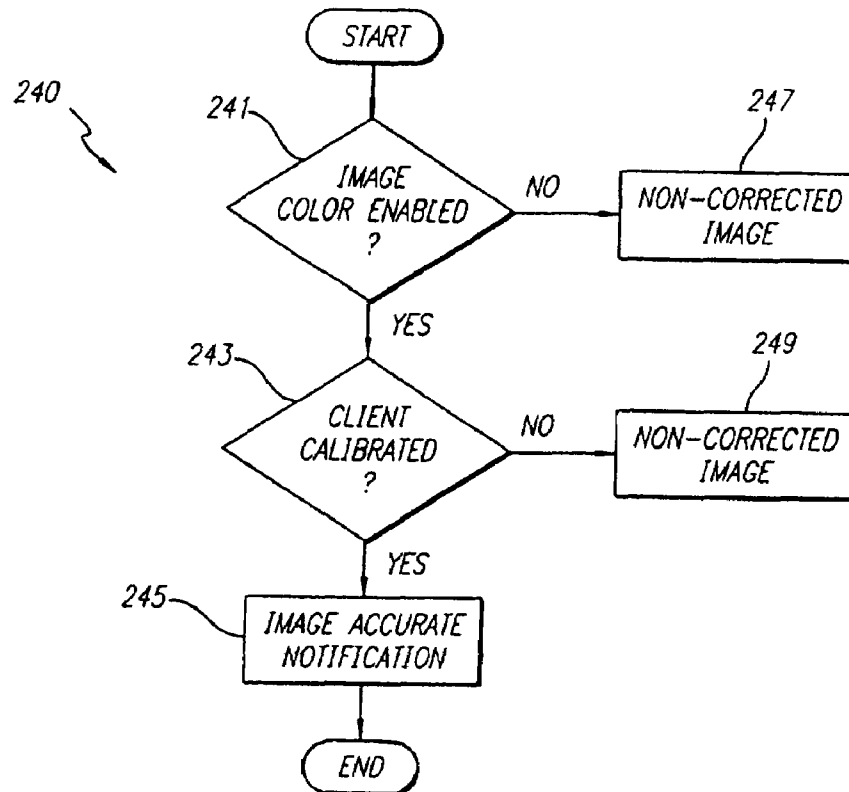 START
240
241
247
IMAGE
COLOR ENABLED
?
NO
NON-CORRECTED
IMAGE
YES
243
249
CLIENT
CALIBRATED
?
NO
NON-CORRECTED
IMAGE
YES
245
IMAGE ACCURATE
NOTIFICATION
END